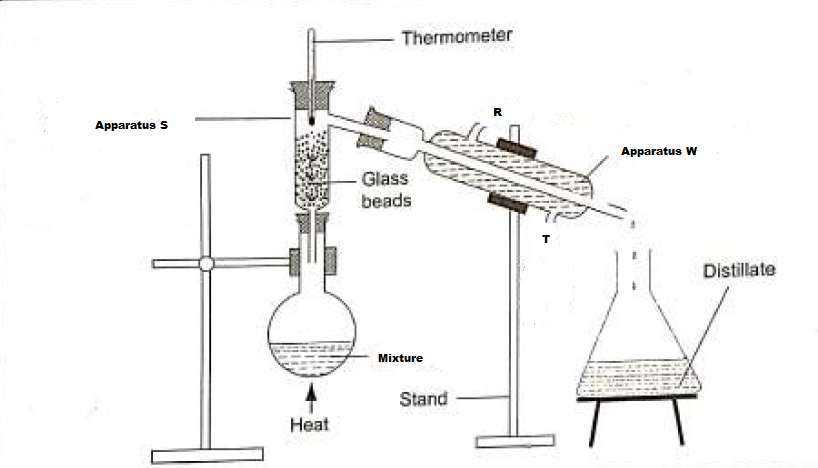 Thermometer
Apparatus S
R
Apparatus W
Glass
beads
T
Distillate
Mixture
Stand
Heat